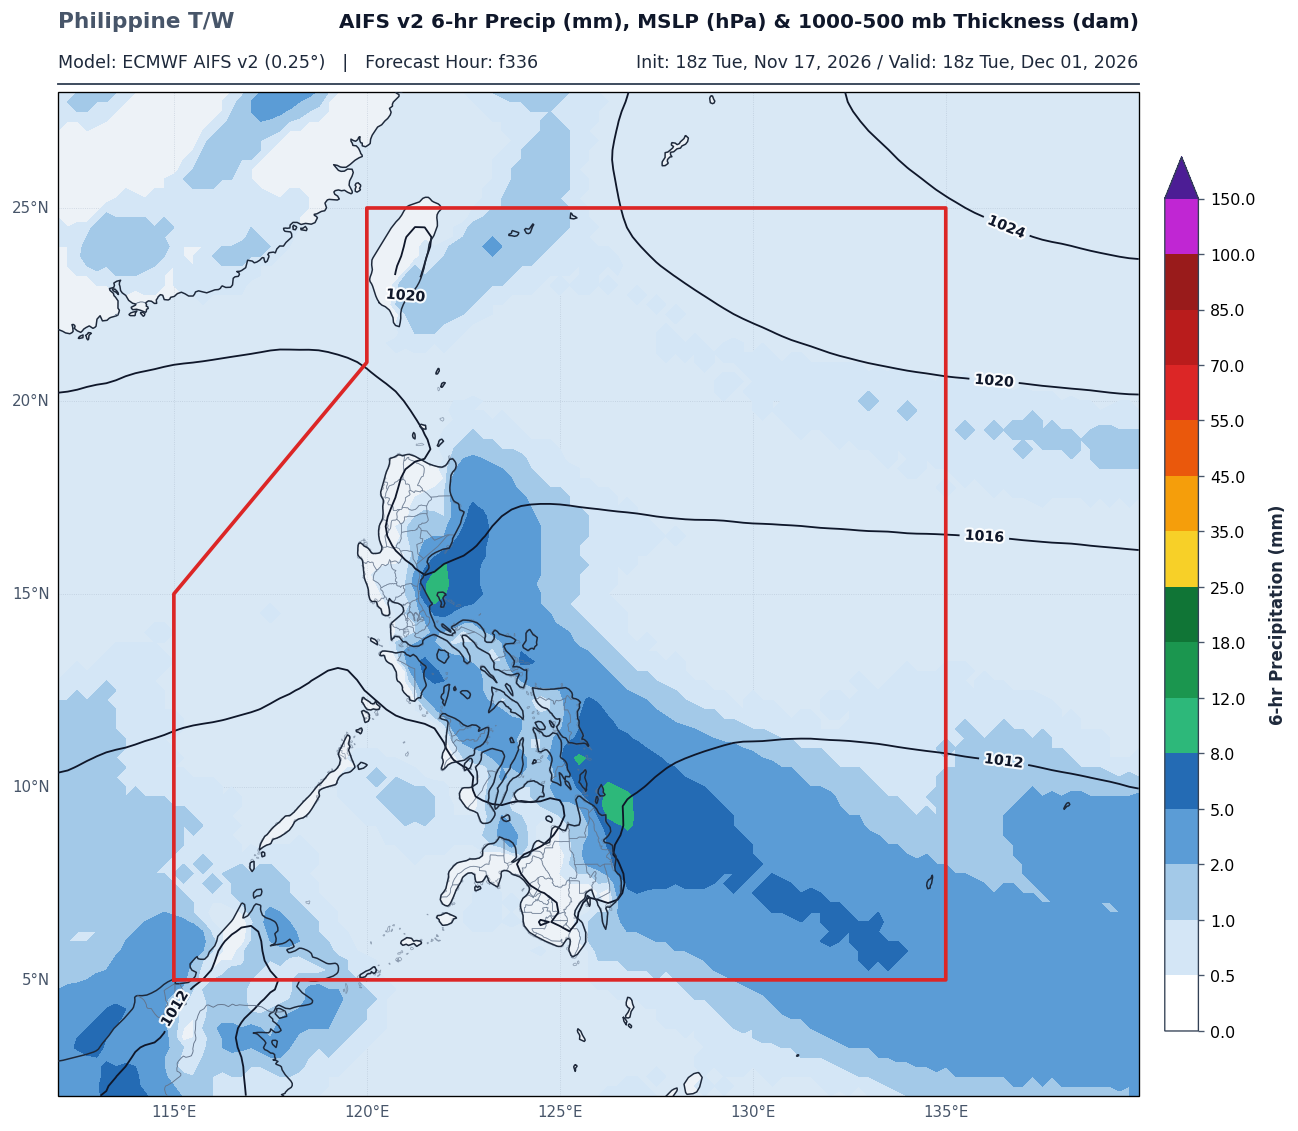 Philippine T/W
AIFS v2 6-hr Precip (mm), MSLP (hPa) & 1000-500 mb Thickness (dam)
Model: ECMWF AIFS v2 (0.25°)   |   Forecast Hour: f336
Init: 18z Tue, Nov 17, 2026 / Valid: 18z Tue, Dec 01, 2026
25°N
20°N
15°N
10°N
5°N
115°E
120°E
125°E
130°E
135°E
1024
1020
1020
1016
1012
1012
150.0
100.0
85.0
70.0
55.0
45.0
35.0
25.0
18.0
12.0
8.0
5.0
2.0
1.0
0.5
0.0
6-hr Precipitation (mm)